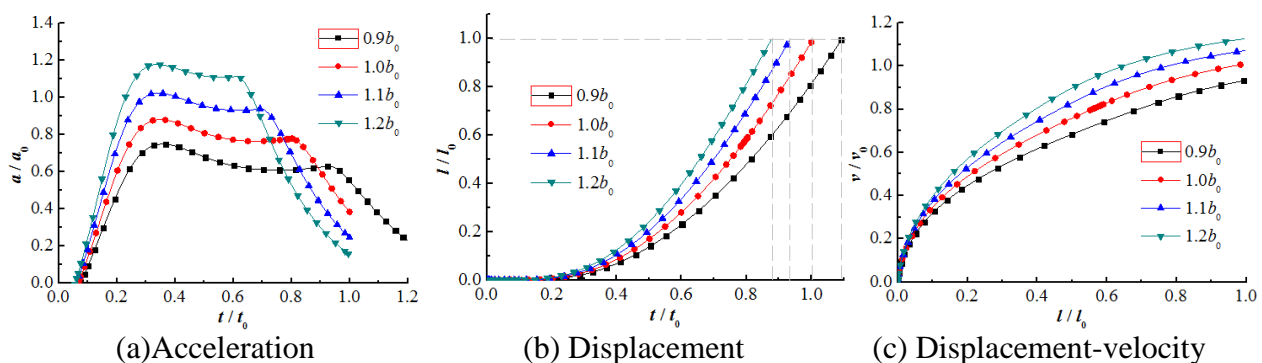 1.4
1.2
1.0
0.8
0.6
0.4
0.2
0.0
a / a0
0.0 0.2 0.4 0.6 0.8 1.0 1.2
t / t0
0.9b0
1.0b0
1.1b0
1.2b0
(a)Acceleration
1.0
0.8
0.6
0.4
0.2
0.0
l / l0
0.0 0.2 0.4 0.6 0.8 1.0
t / t0
0.9b0
1.0b0
1.1b0
1.2b0
(b) Displacement
1.2
1.0
0.8
0.6
0.4
0.2
0.0
v / v0
0.0 0.2 0.4 0.6 0.8 1.0
l / l0
0.9b0
1.0b0
1.1b0
1.2b0
(c) Displacement-velocity